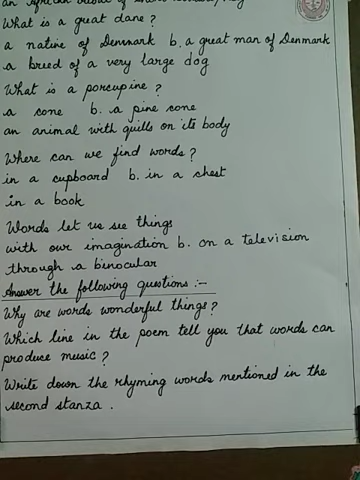 What is a great dane?
a native of Denmark b. a great man of Denmark
a breed of a very large dog
What is a porcupine?
a cone b. a pine cone
an animal with quills on its body
Where can we find words?
in a cupboard b. in a chest
in a book
Words let us see things
with our imagination b. on a television
through a binocular
Answer the following questions :-
Why are words wonderful things?
Which line in the poem tell you that words can
produce music?
Write down the rhyming words mentioned in the
second stanza.